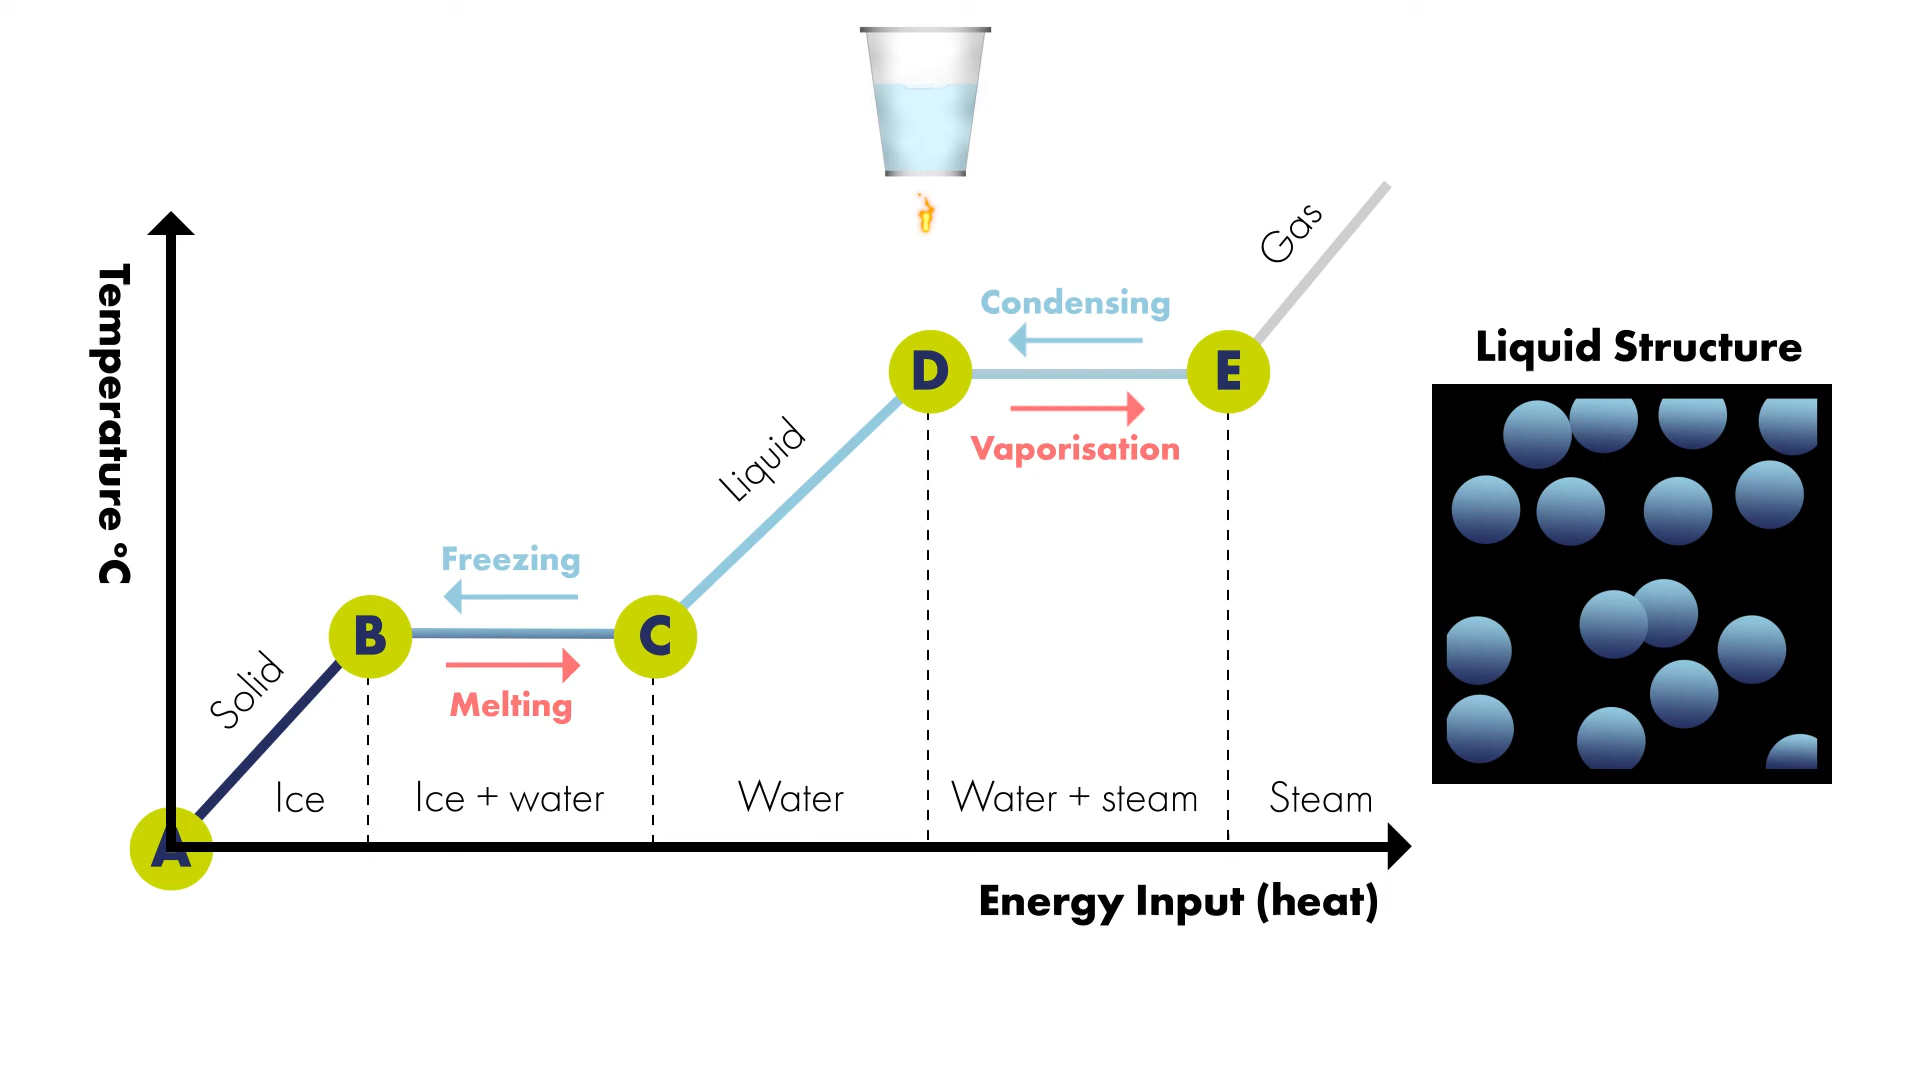 Temperature °C
Gas
Condensing
D
E
Vaporisation
Liquid
Freezing
B
C
Melting
Solid
A
Ice
Ice + water
Water
Water + steam
Steam
Energy Input (heat)
Liquid Structure